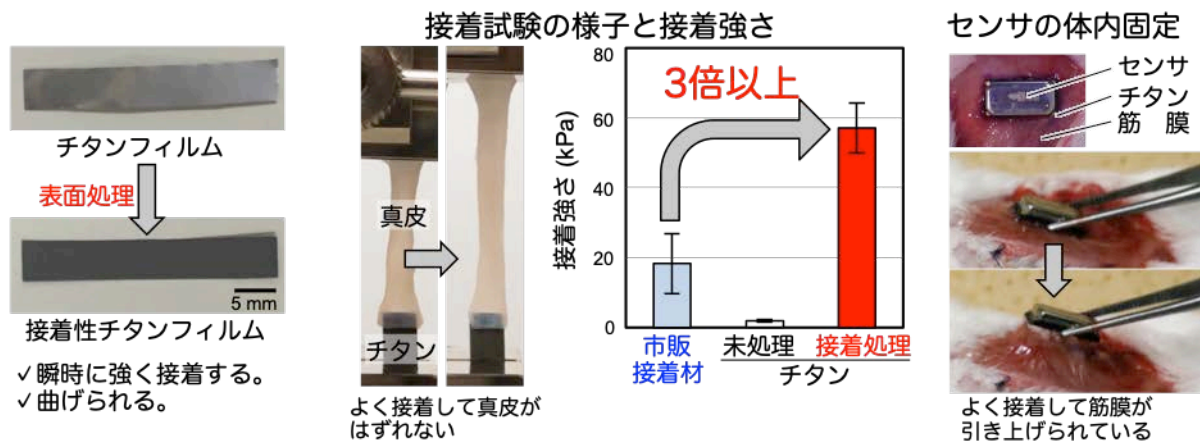 チタンフィルム
表面処理
5 mm
接着性チタンフィルム
✓瞬時に強く接着する。
✓曲げられる。
接着試験の様子と接着強さ
真皮
チタン
よく接着して真皮が
はずれない
接着強さ (kPa)
80
60
40
20
0
3倍以上
市販
接着材
未処理
接着処理
チタン
センサの体内固定
センサ
チタン
筋 膜
よく接着して筋膜が
引き上げられている